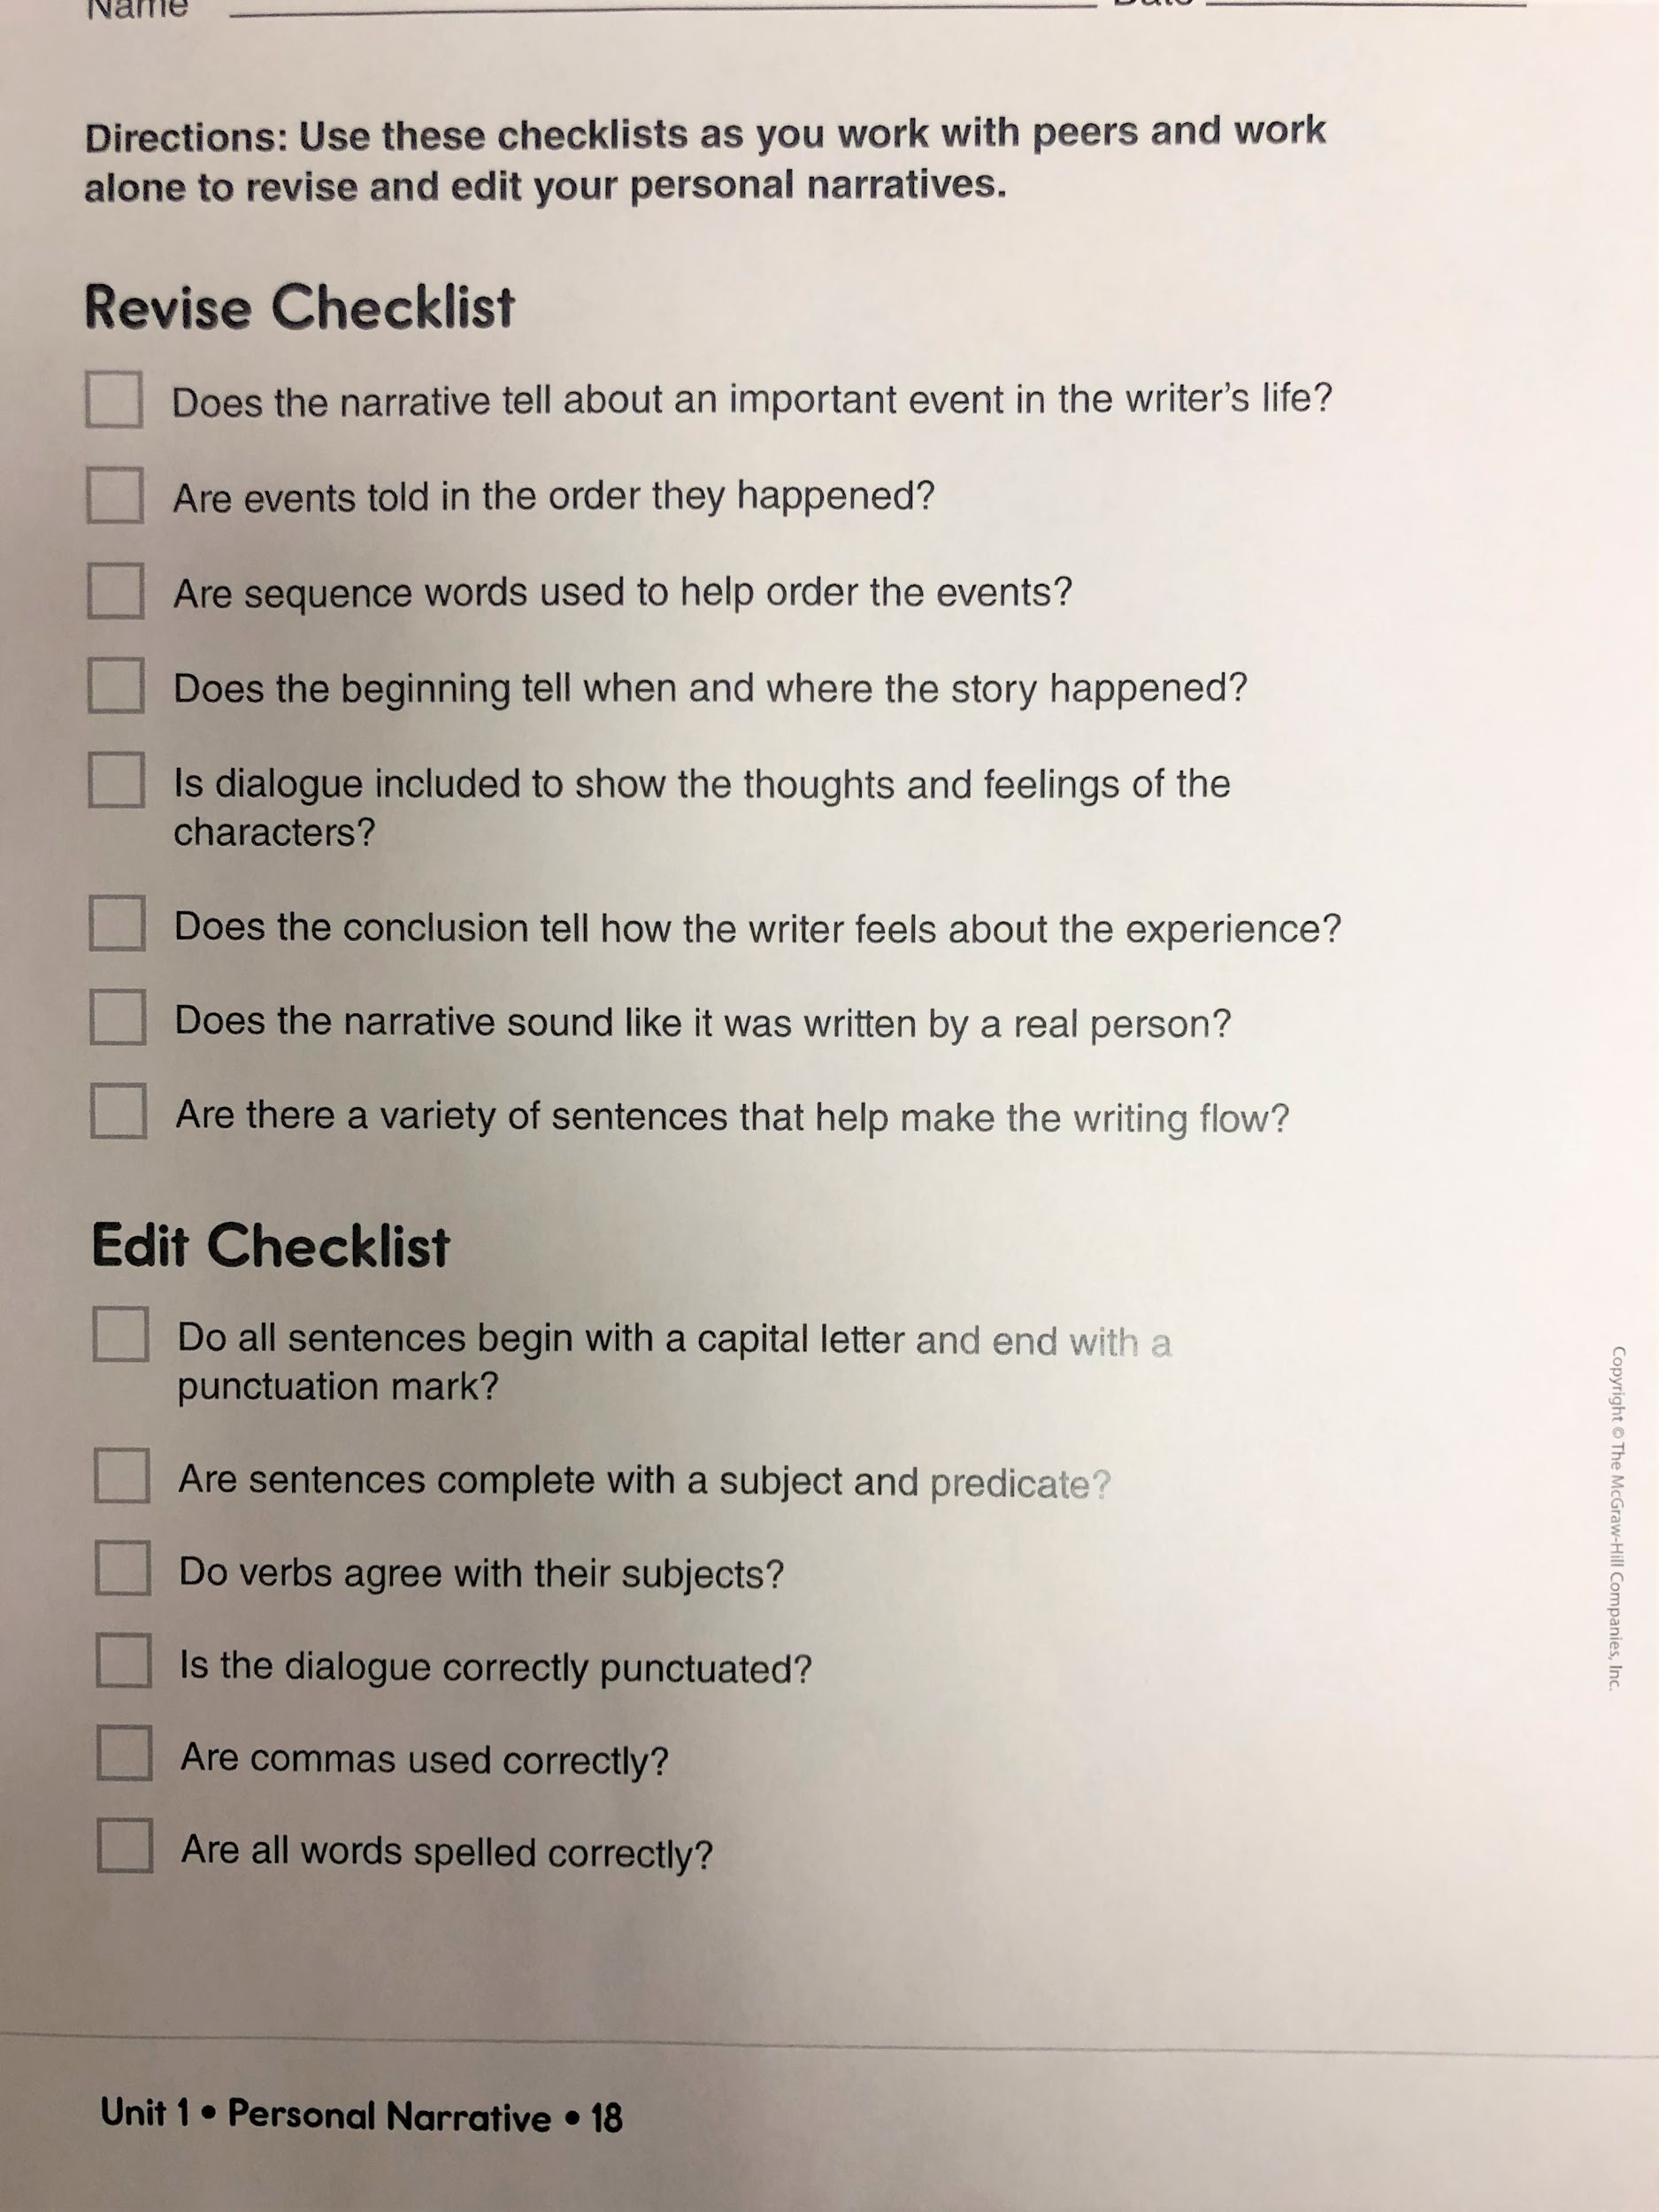 Name Date
Directions: Use these checklists as you work with peers and work
alone to revise and edit your personal narratives.
Revise Checklist
Does the narrative tell about an important event in the writer's life?
Are events told in the order they happened?
Are sequence words used to help order the events?
Does the beginning tell when and where the story happened?
Is dialogue included to show the thoughts and feelings of the
characters?
Does the conclusion tell how the writer feels about the experience?
Does the narrative sound like it was written by a real person?
Are there a variety of sentences that help make the writing flow?
Edit Checklist
Do all sentences begin with a capital letter and end with a
punctuation mark?
Are sentences complete with a subject and predicate?
Do verbs agree with their subjects?
Is the dialogue correctly punctuated?
Are commas used correctly?
Are all words spelled correctly?
Copyright © The McGraw-Hill Companies, Inc.
Unit 1 • Personal Narrative • 18